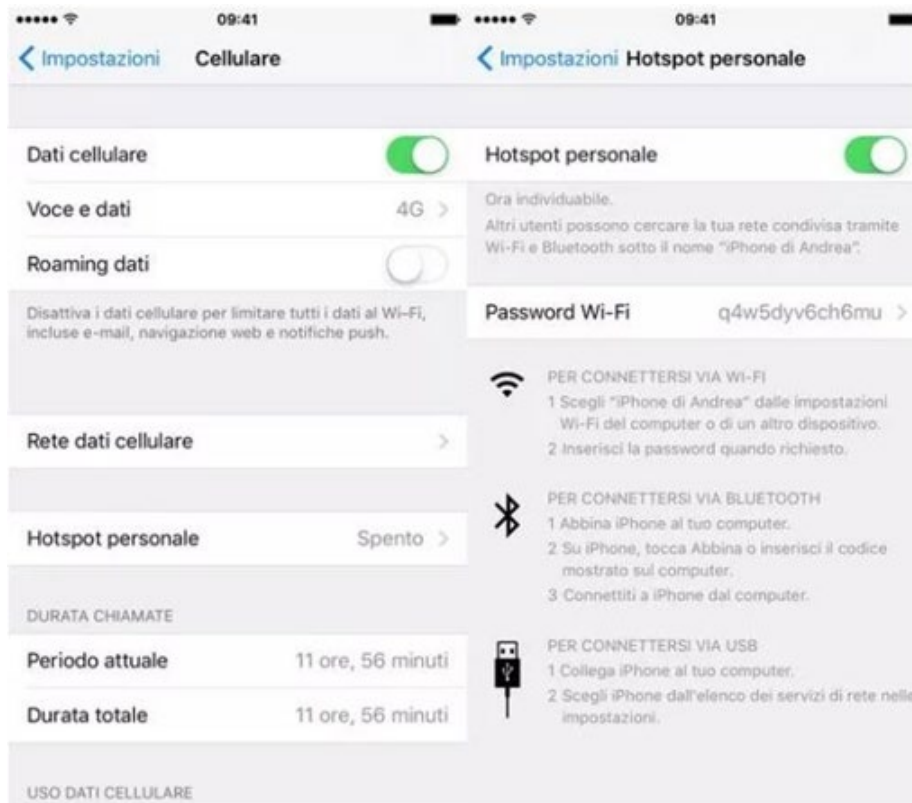 09:41
Impostazioni Cellulare
Dati cellulare
Voce e dati 4G
Roaming dati
Disattiva i dati cellulare per limitare tutti i dati al Wi-Fi,
incluse e-mail, navigazione web e notifiche push.
Rete dati cellulare
Hotspot personale Spento
DURATA CHIAMATE
Periodo attuale 11 ore, 56 minuti
Durata totale 11 ore, 56 minuti
USO DATI CELLULARE
09:41
Impostazioni Hotspot personale
Hotspot personale
Ora individuabile.
Altri utenti possono cercare la tua rete condivisa tramite
Wi-Fi e Bluetooth sotto il nome "iPhone di Andrea".
Password Wi-Fi q4w5dyv6ch6mu
PER CONNETTERSI VIA WI-FI
1 Scegli "iPhone di Andrea" dalle impostazioni
Wi-Fi del computer o di un altro dispositivo.
2 Inserisci la password quando richiesto.
PER CONNETTERSI VIA BLUETOOTH
1 Abbina iPhone al tuo computer.
2 Su iPhone, tocca Abbina o inserisci il codice
mostrato sul computer.
3 Connettiti a iPhone dal computer.
PER CONNETTERSI VIA USB
1 Collega iPhone al tuo computer.
2 Scegli iPhone dall'elenco dei servizi di rete nelle
impostazioni.